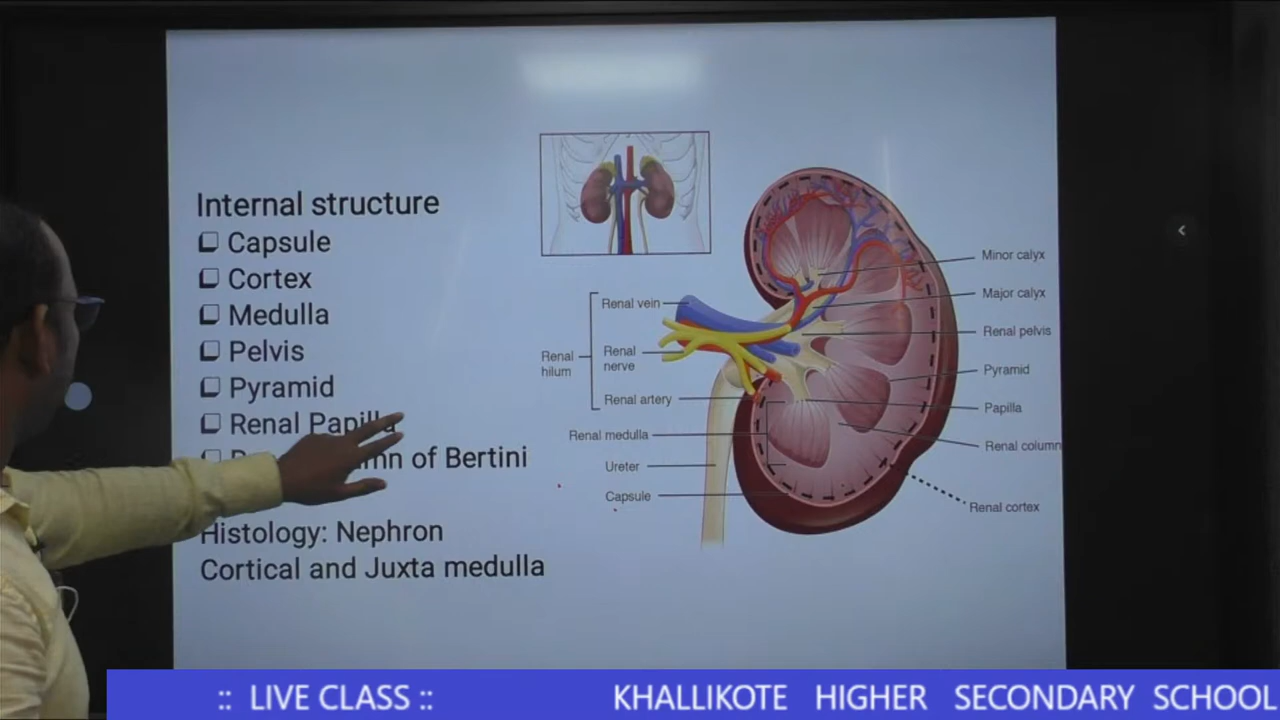 Internal structure
❑ Capsule
❑ Cortex
❑ Medulla
❑ Pelvis
❑ Pyramid
❑ Renal Papilla
of Bertini
Histology: Nephron
Cortical and Juxta medulla
Renal vein
Renal hilum
Renal nerve
Renal artery
Renal medulla
Ureter
Capsule
Minor calyx
Major calyx
Renal pelvis
Pyramid
Papilla
Renal column
Renal cortex
:: LIVE CLASS :: KHALLIKOTE HIGHER SECONDARY SCHOOL